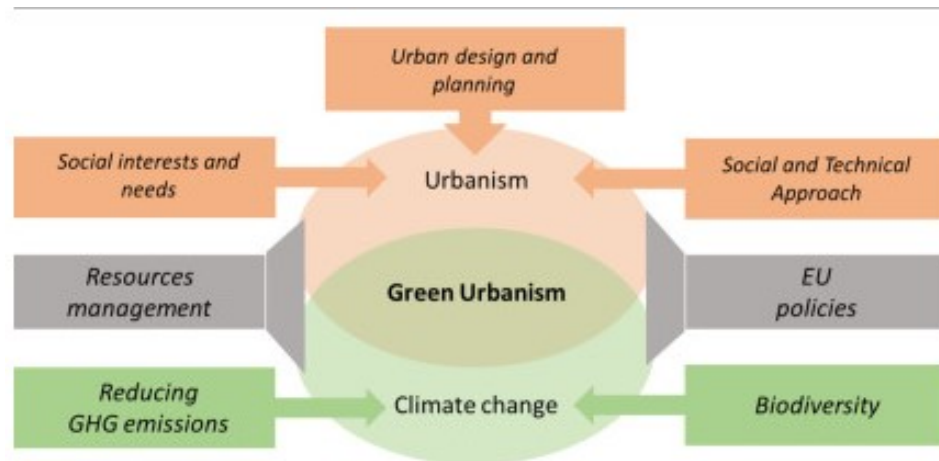 Urban design and
planning
Social interests and
needs
Urbanism
Social and Technical
Approach
Resources
management
Green Urbanism
EU
policies
Reducing
GHG emissions
Climate change
Biodiversity